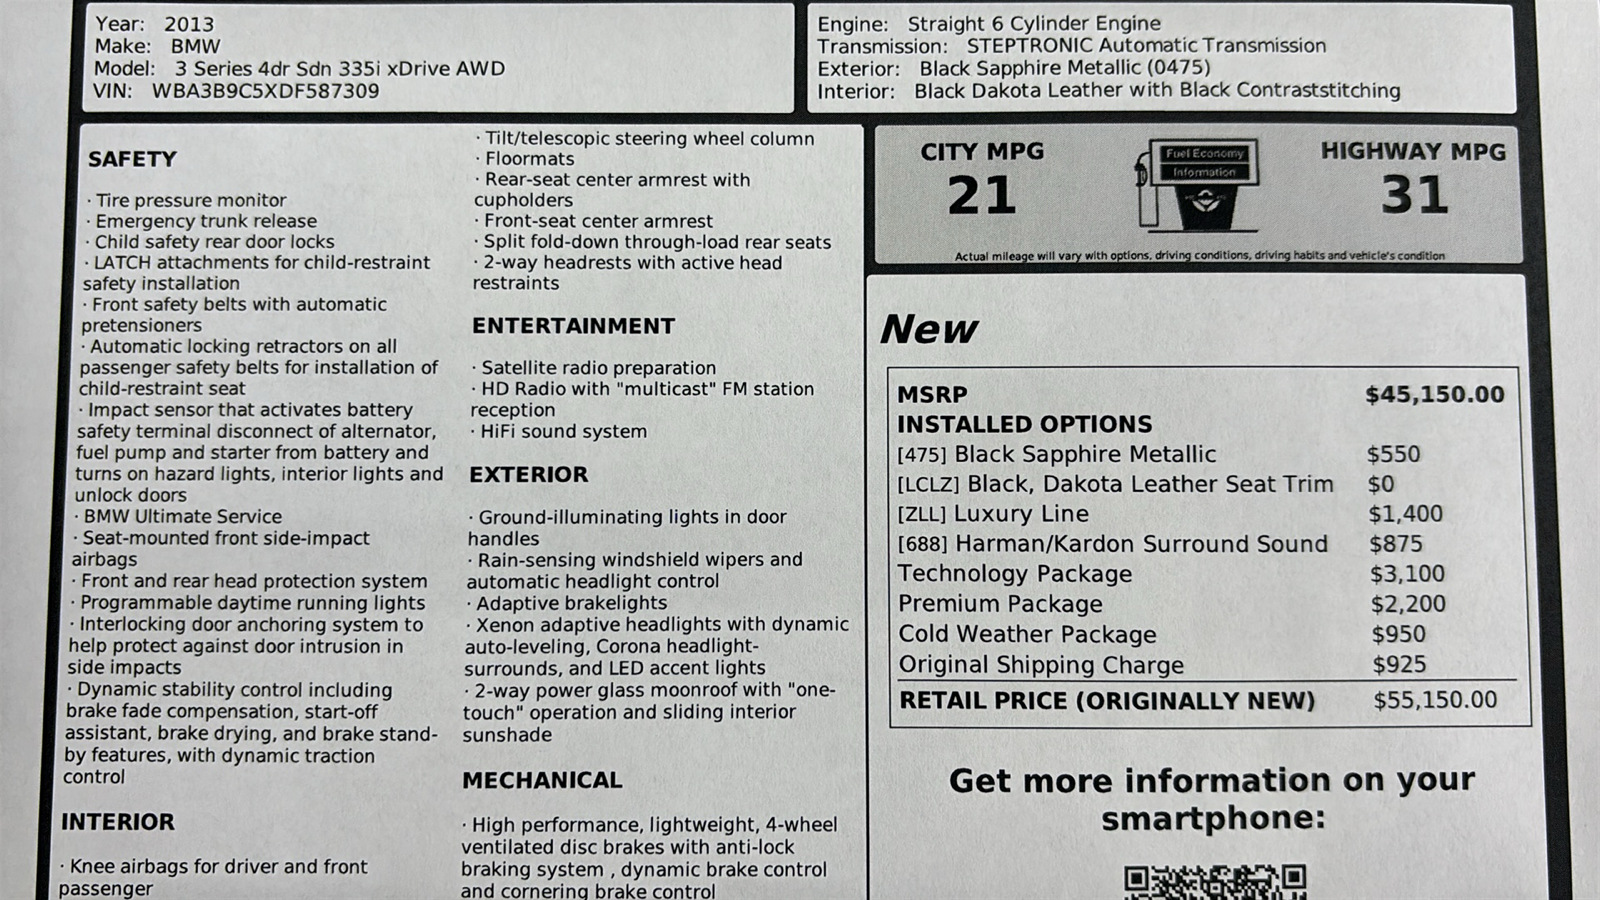 Year: 2013
Make: BMW
Model: 3 Series 4dr Sdn 335i xDrive AWD
VIN: WBA3B9C5XDF587309
Engine: Straight 6 Cylinder Engine
Transmission: STEPTRONIC Automatic Transmission
Exterior: Black Sapphire Metallic (0475)
Interior: Black Dakota Leather with Black Contraststitching
SAFETY
· Tire pressure monitor
· Emergency trunk release
· Child safety rear door locks
· LATCH attachments for child-restraint
safety installation
· Front safety belts with automatic
pretensioners
· Automatic locking retractors on all
passenger safety belts for installation of
child-restraint seat
· Impact sensor that activates battery
safety terminal disconnect of alternator,
fuel pump and starter from battery and
turns on hazard lights, interior lights and
unlock doors
· BMW Ultimate Service
· Seat-mounted front side-impact
airbags
· Front and rear head protection system
· Programmable daytime running lights
· Interlocking door anchoring system to
help protect against door intrusion in
side impacts
· Dynamic stability control including
brake fade compensation, start-off
assistant, brake drying, and brake stand-
by features, with dynamic traction
control
INTERIOR
· Knee airbags for driver and front
passenger
· Tilt/telescopic steering wheel column
· Floormats
· Rear-seat center armrest with
cupholders
· Front-seat center armrest
· Split fold-down through-load rear seats
· 2-way headrests with active head
restraints
ENTERTAINMENT
· Satellite radio preparation
· HD Radio with "multicast" FM station
reception
· HiFi sound system
EXTERIOR
· Ground-illuminating lights in door
handles
· Rain-sensing windshield wipers and
automatic headlight control
· Adaptive brakelights
· Xenon adaptive headlights with dynamic
auto-leveling, Corona headlight-
surrounds, and LED accent lights
· 2-way power glass moonroof with "one-
touch" operation and sliding interior
sunshade
MECHANICAL
· High performance, lightweight, 4-wheel
ventilated disc brakes with anti-lock
braking system , dynamic brake control
and cornering brake control
CITY MPG
21
Fuel Economy
Information
HIGHWAY MPG
31
Actual mileage will vary with options, driving conditions, driving habits and vehicle's condition
New
MSRP $45,150.00
INSTALLED OPTIONS
[475] Black Sapphire Metallic $550
[LCLZ] Black, Dakota Leather Seat Trim $0
[ZLL] Luxury Line $1,400
[688] Harman/Kardon Surround Sound $875
Technology Package $3,100
Premium Package $2,200
Cold Weather Package $950
Original Shipping Charge $925
RETAIL PRICE (ORIGINALLY NEW) $55,150.00
Get more information on your
smartphone: